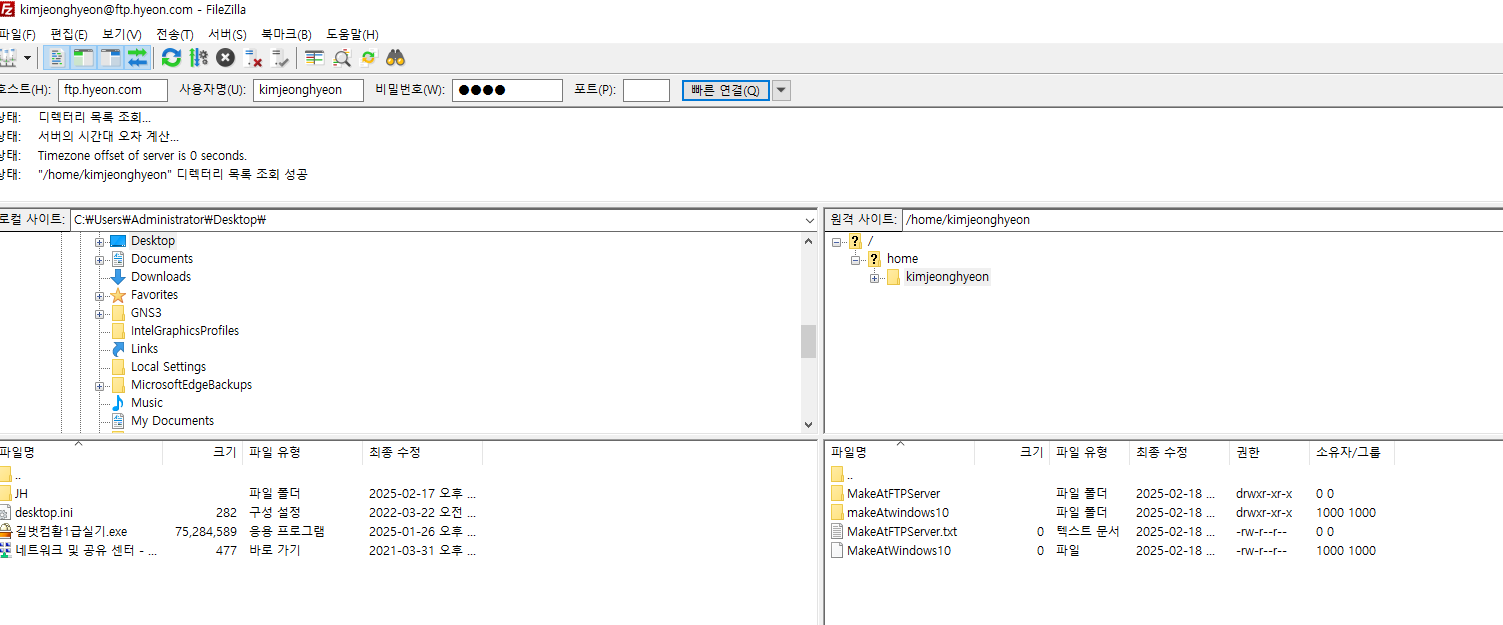 kimjeonghyeon@ftp.hyeon.com - FileZilla
파일(F) 편집(E) 보기(V) 전송(T) 서버(S) 북마크(B) 도움말(H)
호스트(H): ftp.hyeon.com 사용자명(U): kimjeonghyeon 비밀번호(W): ●●●● 포트(P): 빠른 연결(Q)
상태: 디렉터리 목록 조회...
상태: 서버의 시간대 오차 계산...
상태: Timezone offset of server is 0 seconds.
상태: "/home/kimjeonghyeon" 디렉터리 목록 조회 성공
로컬 사이트: C:₩Users₩Administrator₩Desktop₩
Desktop
Documents
Downloads
Favorites
GNS3
IntelGraphicsProfiles
Links
Local Settings
MicrosoftEdgeBackups
Music
My Documents
원격 사이트: /home/kimjeonghyeon
/
home
kimjeonghyeon
파일명 크기 파일 유형 최종 수정
..
JH 파일 폴더 2025-02-17 오후 ...
desktop.ini 282 구성 설정 2022-03-22 오전 ...
길벗컴활1급실기.exe 75,284,589 응용 프로그램 2025-01-26 오후 ...
네트워크 및 공유 센터 - ... 477 바로 가기 2021-03-31 오후 ...
파일명 크기 파일 유형 최종 수정 권한 소유자/그룹
..
MakeAtFTPServer 파일 폴더 2025-02-18 ... drwxr-xr-x 0 0
makeAtwindows10 파일 폴더 2025-02-18 ... drwxr-xr-x 1000 1000
MakeAtFTPServer.txt 0 텍스트 문서 2025-02-18 ... -rw-r--r-- 0 0
MakeAtWindows10 0 파일 2025-02-18 ... -rw-r--r-- 1000 1000